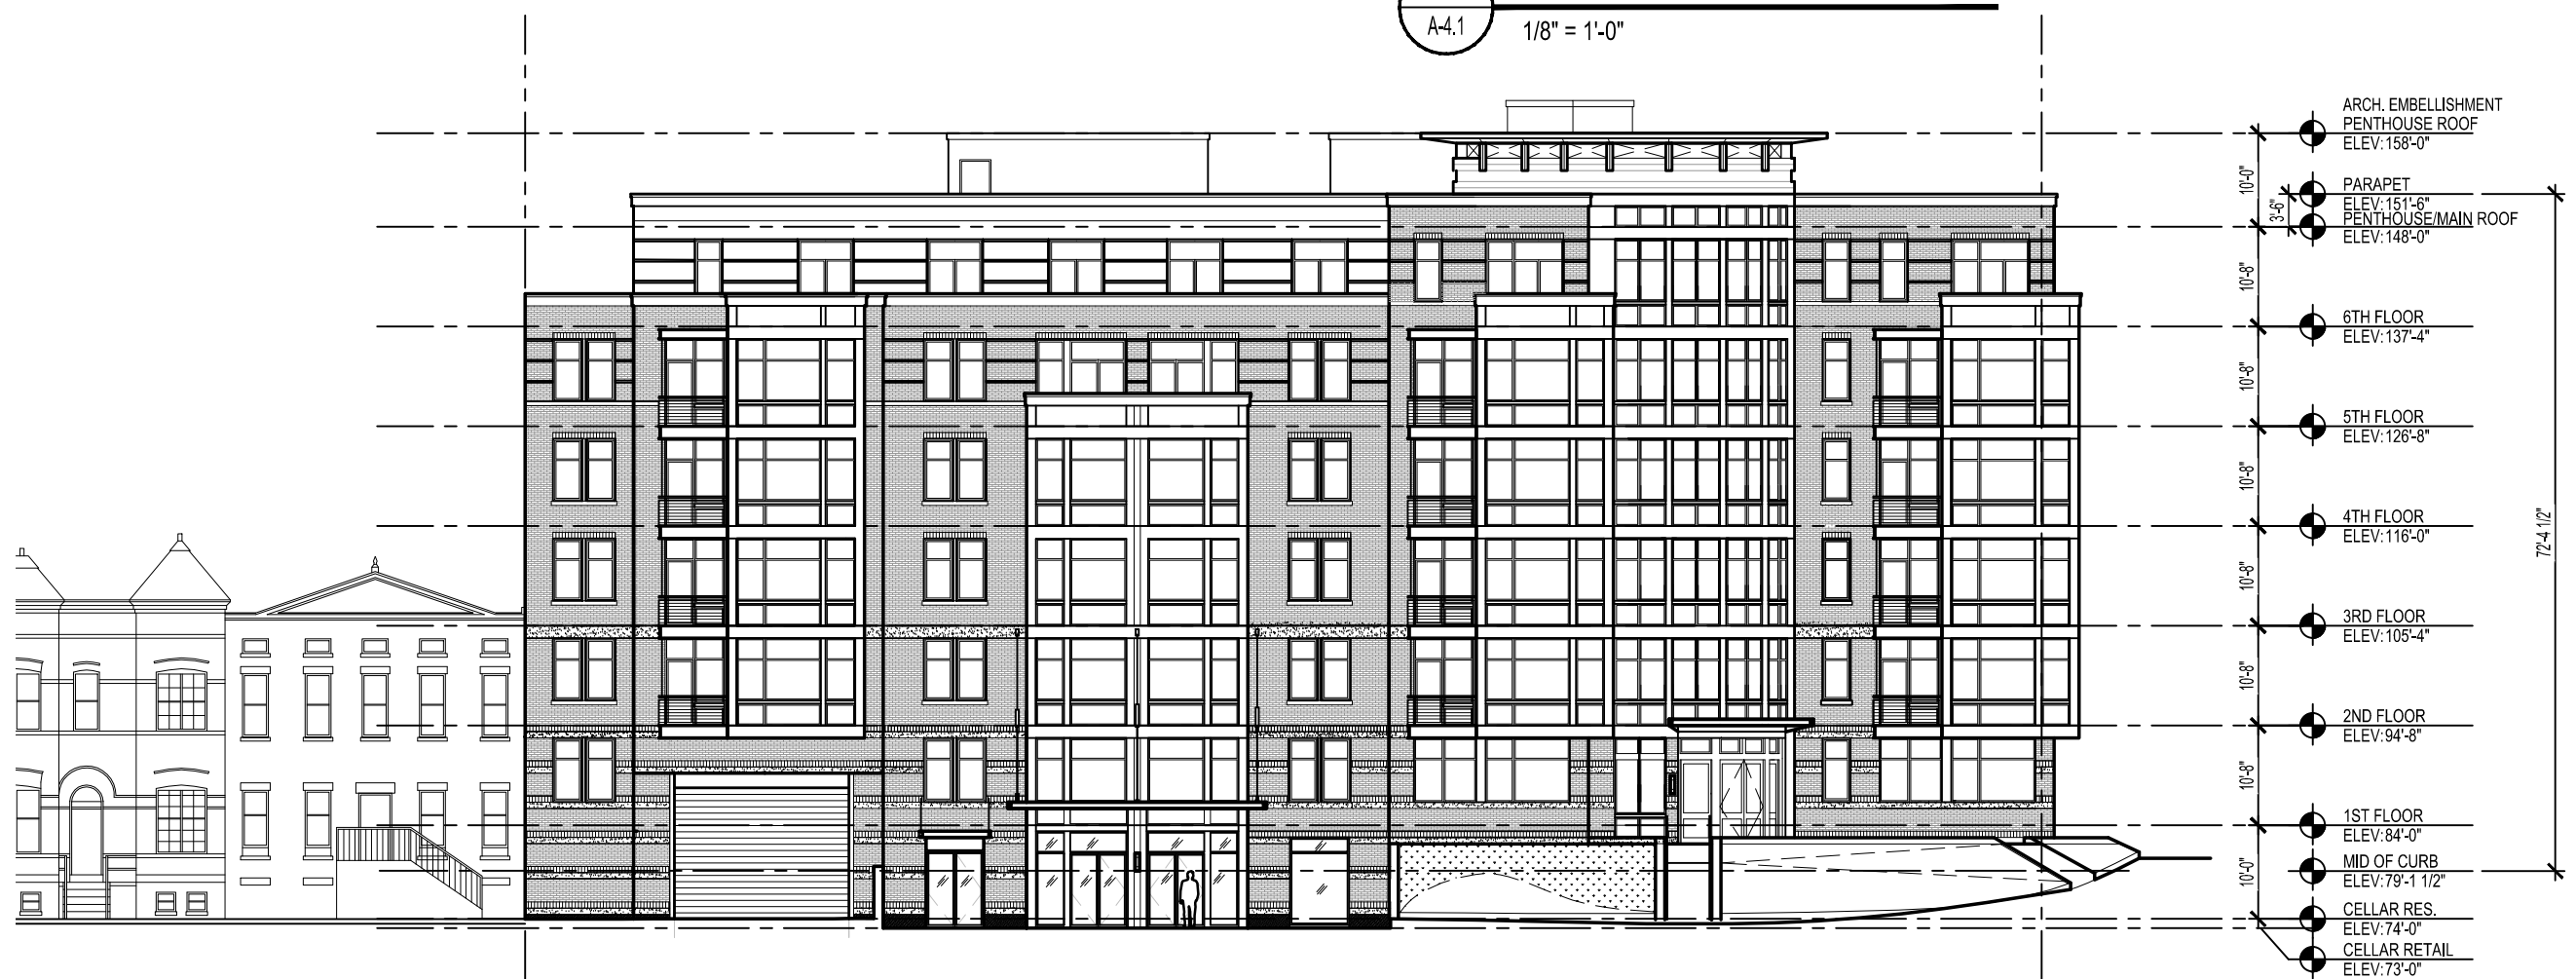 A-4.1
1/8" = 1'-0"
ARCH. EMBELLISHMENT
PENTHOUSE ROOF
ELEV: 158'-0"
10'-0"
PARAPET
ELEV: 151'-6"
3'-6"
PENTHOUSE/MAIN ROOF
ELEV: 148'-0"
10'-8"
6TH FLOOR
ELEV: 137'-4"
10'-8"
5TH FLOOR
ELEV: 126'-8"
10'-8"
4TH FLOOR
ELEV: 116'-0"
72'-4 1/2"
10'-8"
3RD FLOOR
ELEV: 105'-4"
10'-8"
2ND FLOOR
ELEV: 94'-8"
10'-8"
1ST FLOOR
ELEV: 84'-0"
10'-0"
MID OF CURB
ELEV: 79'-1 1/2"
CELLAR RES.
ELEV: 74'-0"
CELLAR RETAIL
ELEV: 73'-0"